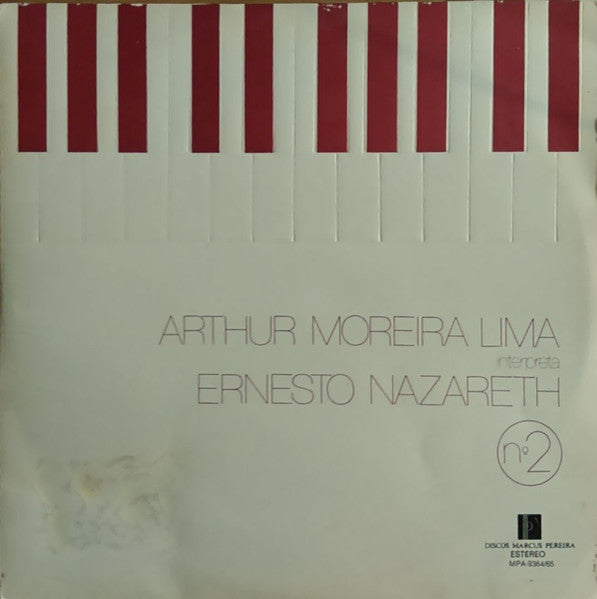 ARTHUR MOREIRA LIMA
interpreta
ERNESTO NAZARETH
nº2
DISCOS MARCUS PEREIRA
ESTEREO
MPA-9364/65